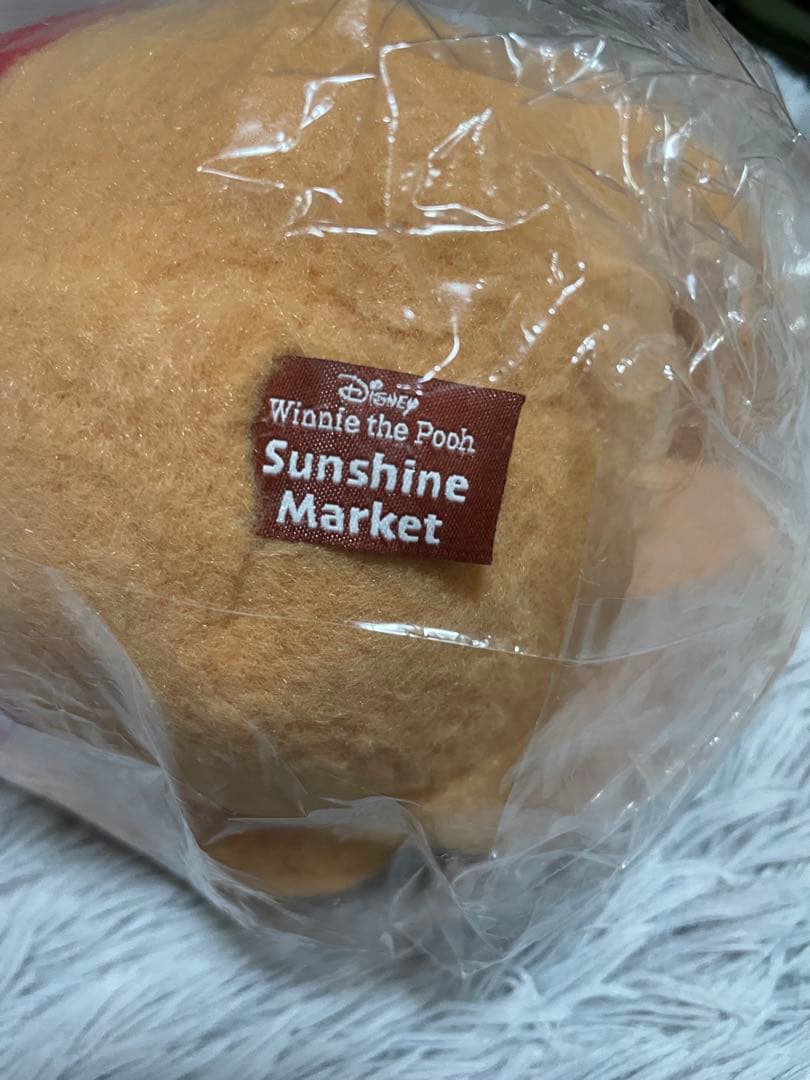 Disney
Winnie the Pooh
Sunshine
Market